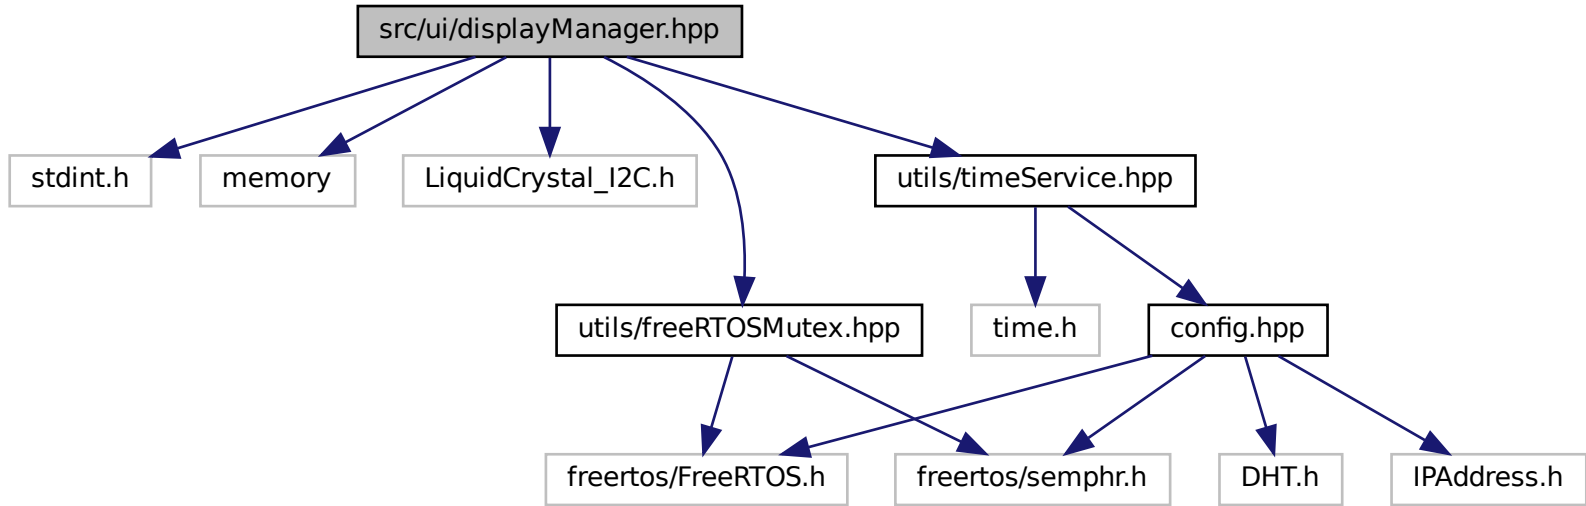 src/ui/displayManager.hpp
stdint.h
memory
LiquidCrystal_I2C.h
utils/timeService.hpp
utils/freeRTOSMutex.hpp
time.h
config.hpp
freertos/FreeRTOS.h
freertos/semphr.h
DHT.h
IPAddress.h